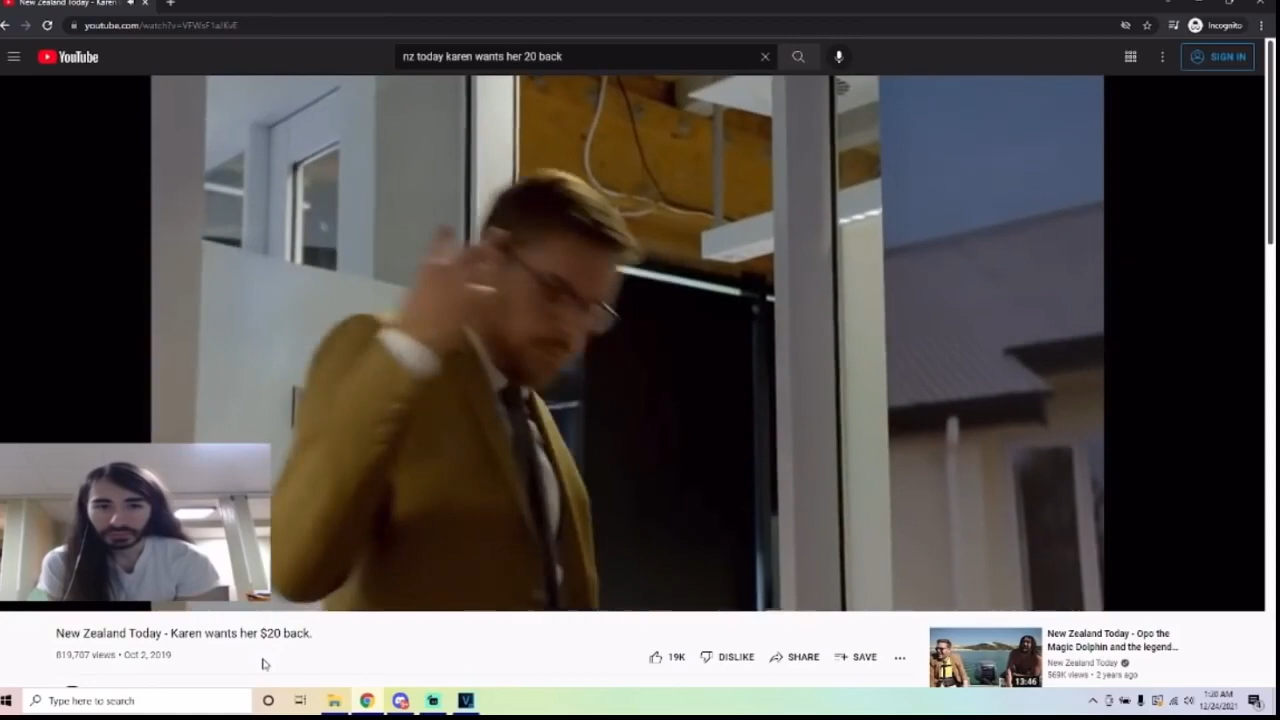 New Zealand Today - Karen
youtube.com/watch?v=VFWsF1aJKvE
Incognito
YouTube
nz today karen wants her 20 back
SIGN IN
New Zealand Today - Karen wants her $20 back.
819,707 views • Oct 2, 2019
19K
DISLIKE
SHARE
SAVE
New Zealand Today - Opo the
Magic Dolphin and the legend...
New Zealand Today
569K views • 2 years ago
13:46
Type here to search
1:20 AM
12/24/2021